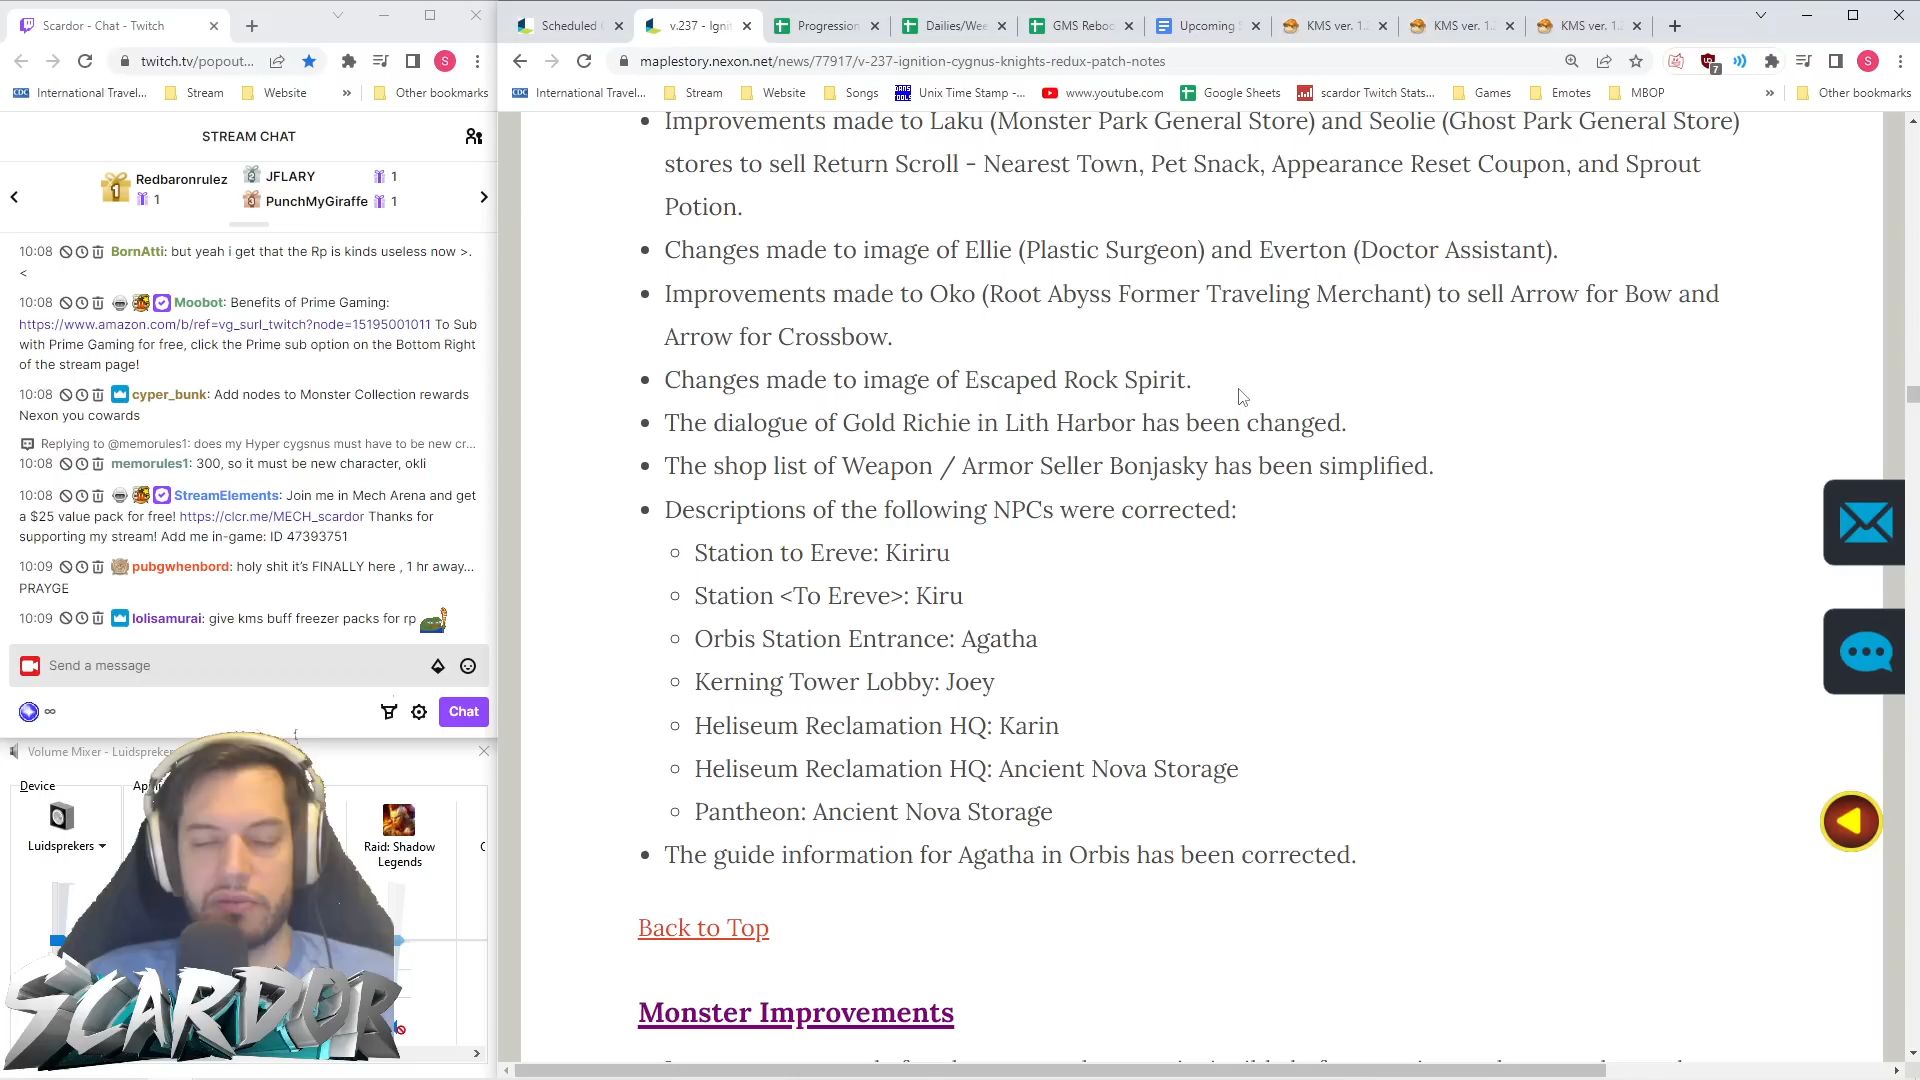 Scardor - Chat - Twitch
twitch.tv/popout...
International Travel...
Stream
Website
»
Other bookmarks
STREAM CHAT
1
Redbaronrulez
1
2
JFLARY
1
3
PunchMyGiraffe
1
10:08 BornAtti: but yeah i get that the Rp is kinds useless now >.
<
10:08 Moobot: Benefits of Prime Gaming:
https://www.amazon.com/b/ref=vg_surl_twitch?node=15195001011 To Sub
with Prime Gaming for free, click the Prime sub option on the Bottom Right
of the stream page!
10:08 cyper_bunk: Add nodes to Monster Collection rewards
Nexon you cowards
Replying to @memorules1: does my Hyper cygsnus must have to be new cr...
10:08 memorules1: 300, so it must be new character, okli
10:08 StreamElements: Join me in Mech Arena and get
a $25 value pack for free! https://clcr.me/MECH_scardor Thanks for
supporting my stream! Add me in-game: ID 47393751
10:09 pubgwhenbord: holy shit it's FINALLY here , 1 hr away...
PRAYGE
10:09 lolisamurai: give kms buff freezer packs for rp
Send a message
∞
Chat
Volume Mixer - Luidspreker
Device
Luidsprekers
Raid: Shadow
Legends
SCARDOR
Scheduled
v.237 - Ignit
Progression
Dailies/Wee
GMS Reboo
Upcoming S
KMS ver. 1.2
KMS ver. 1.2
KMS ver. 1.2
maplestory.nexon.net/news/77917/v-237-ignition-cygnus-knights-redux-patch-notes
7
S
International Travel...
Stream
Website
Songs
Unix Time Stamp -...
www.youtube.com
Google Sheets
scardor Twitch Stats...
Games
Emotes
MBOP
»
Other bookmarks
• Improvements made to Laku (Monster Park General Store) and Seolie (Ghost Park General Store)
stores to sell Return Scroll - Nearest Town, Pet Snack, Appearance Reset Coupon, and Sprout
Potion.
• Changes made to image of Ellie (Plastic Surgeon) and Everton (Doctor Assistant).
• Improvements made to Oko (Root Abyss Former Traveling Merchant) to sell Arrow for Bow and
Arrow for Crossbow.
• Changes made to image of Escaped Rock Spirit.
• The dialogue of Gold Richie in Lith Harbor has been changed.
• The shop list of Weapon / Armor Seller Bonjasky has been simplified.
• Descriptions of the following NPCs were corrected:
○ Station to Ereve: Kiriru
○ Station <To Ereve>: Kiru
○ Orbis Station Entrance: Agatha
○ Kerning Tower Lobby: Joey
○ Heliseum Reclamation HQ: Karin
○ Heliseum Reclamation HQ: Ancient Nova Storage
○ Pantheon: Ancient Nova Storage
• The guide information for Agatha in Orbis has been corrected.
Back to Top
Monster Improvements